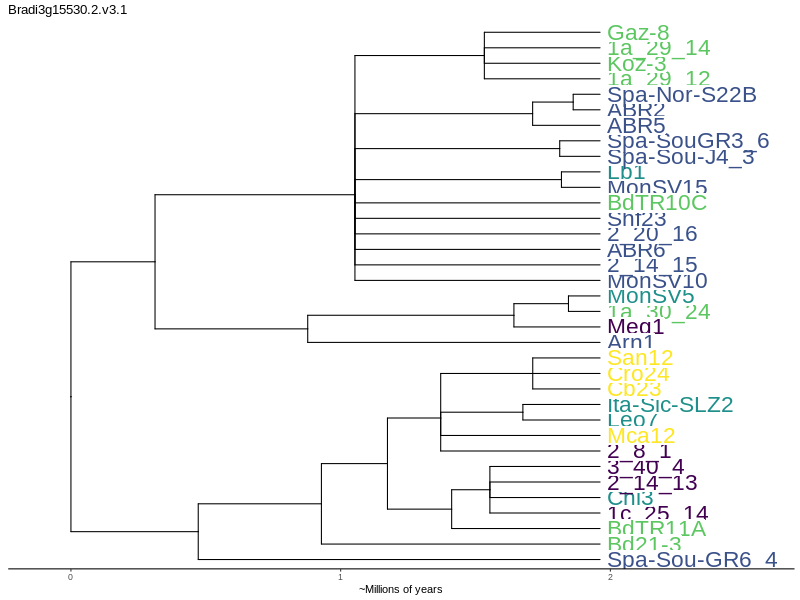 Bradi3g15530.2.v3.1
Gaz-8
1a_29_14
Koz-3
1a_29_12
Spa-Nor-S22B
ABR2
ABR5
Spa-SouGR3_6
Spa-Sou-J4_3
Lb1
MonSV15
BdTR10C
Snf23
2_20_16
ABR6
2_14_15
MonSV10
MonSV5
1a_30_24
Meg1
Arn1
San12
Cro24
Cb23
Ita-Sic-SLZ2
Leo7
Mca12
2_8_1
3_40_4
2_14_13
Chi3
1c_25_14
BdTR11A
Bd21-3
Spa-Sou-GR6_4
0 1 2
~Millions of years